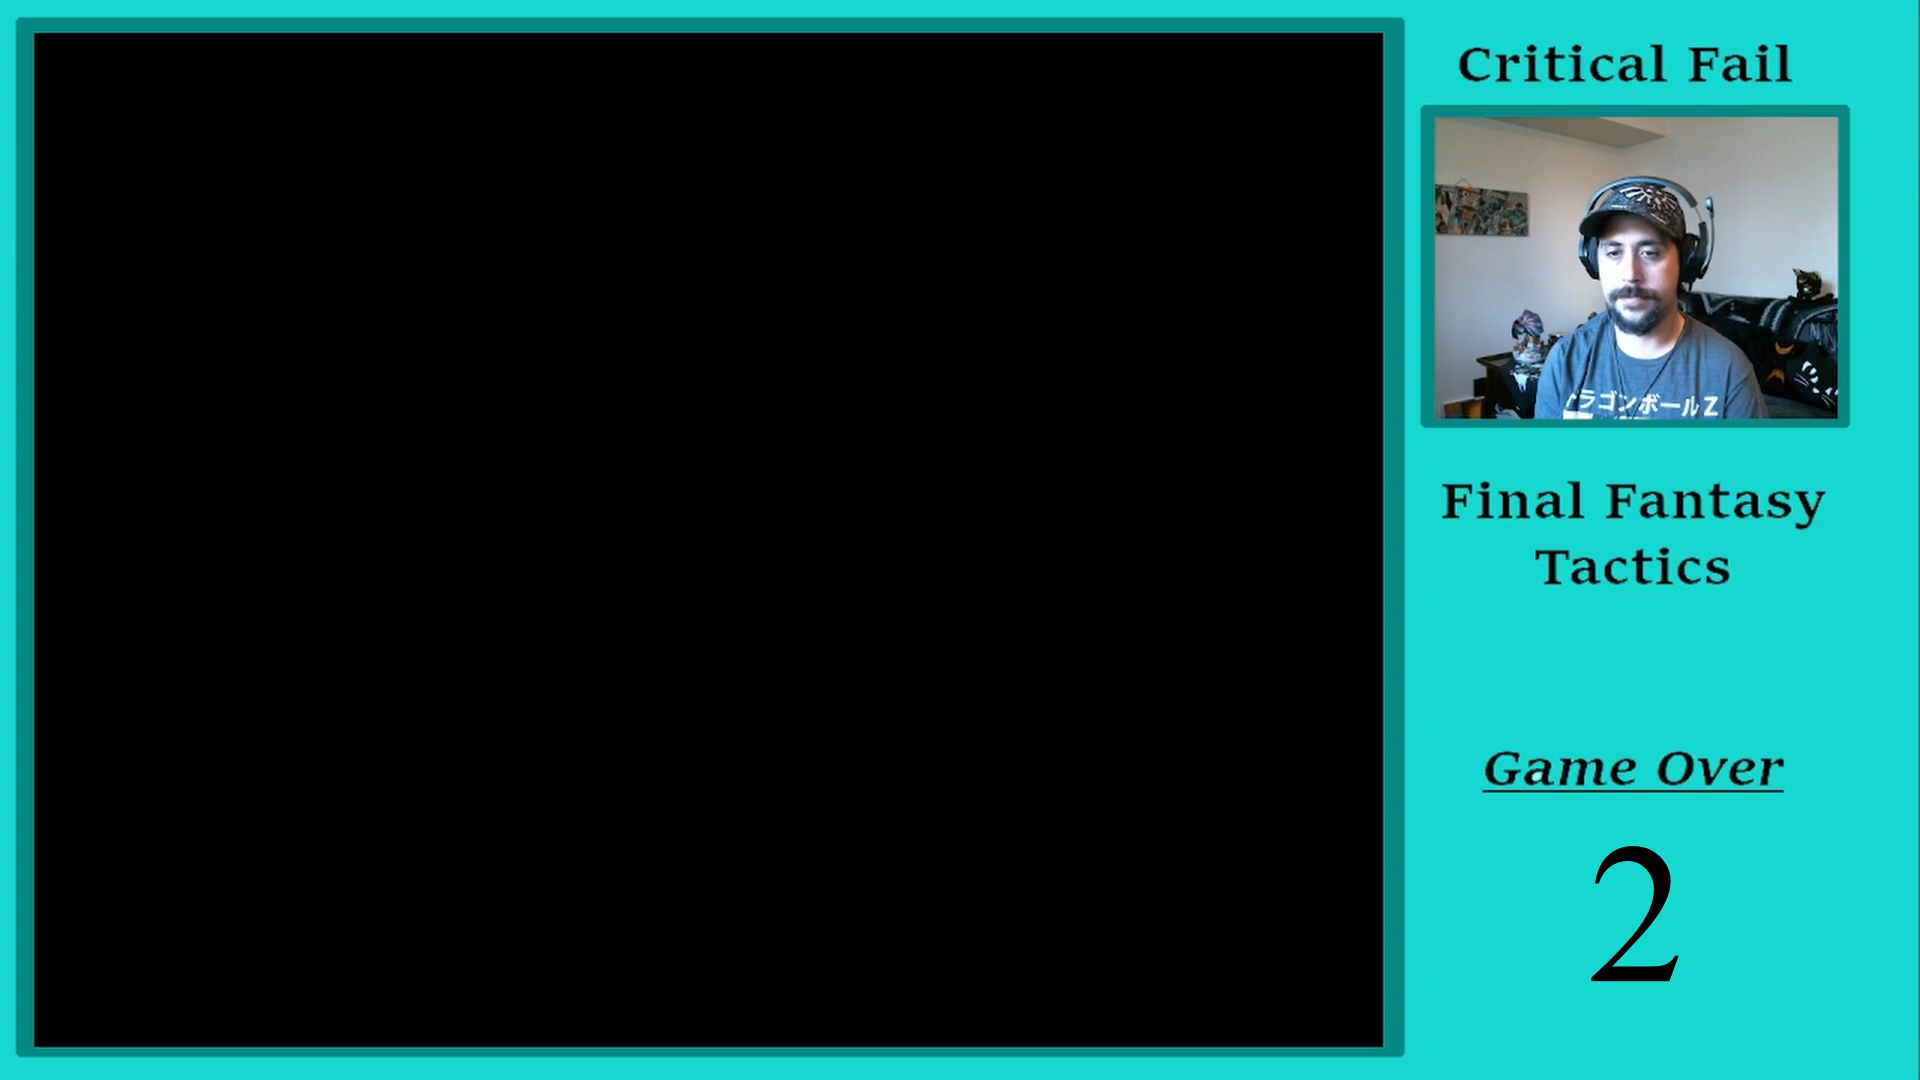 Critical Fail
ドラゴンボールZ
Final Fantasy
Tactics
Game Over
2